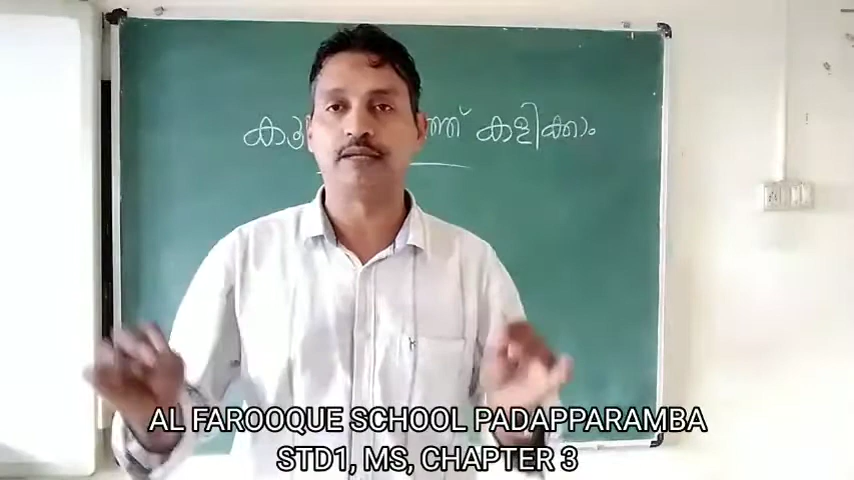 കളിക്കാം
AL FAROOQUE SCHOOL PADAPPARAMBA
STD1, MS, CHAPTER 3